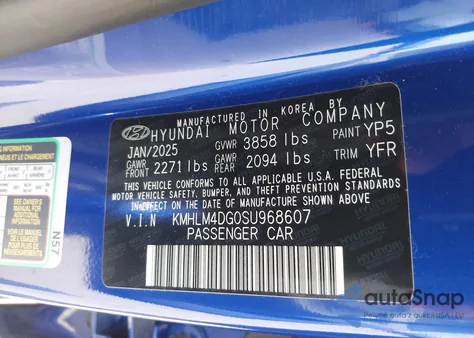 MANUFACTURED IN KOREA BY
HYUNDAI MOTOR COMPANY
JAN/2025 GVWR 3858 lbs PAINT YP5
GAWR FRONT 2271 lbs GAWR REAR 2094 lbs TRIM YFR
THIS VEHICLE CONFORMS TO ALL APPLICABLE U.S.A. FEDERAL
MOTOR VEHICLE SAFETY, BUMPER, AND THEFT PREVENTION STANDARDS
IN EFFECT ON THE DATE OF MANUFACTURE SHOWN ABOVE.
V.I.N KMHLM4DG0SU968607
PASSENGER CAR
N57
autoSnap